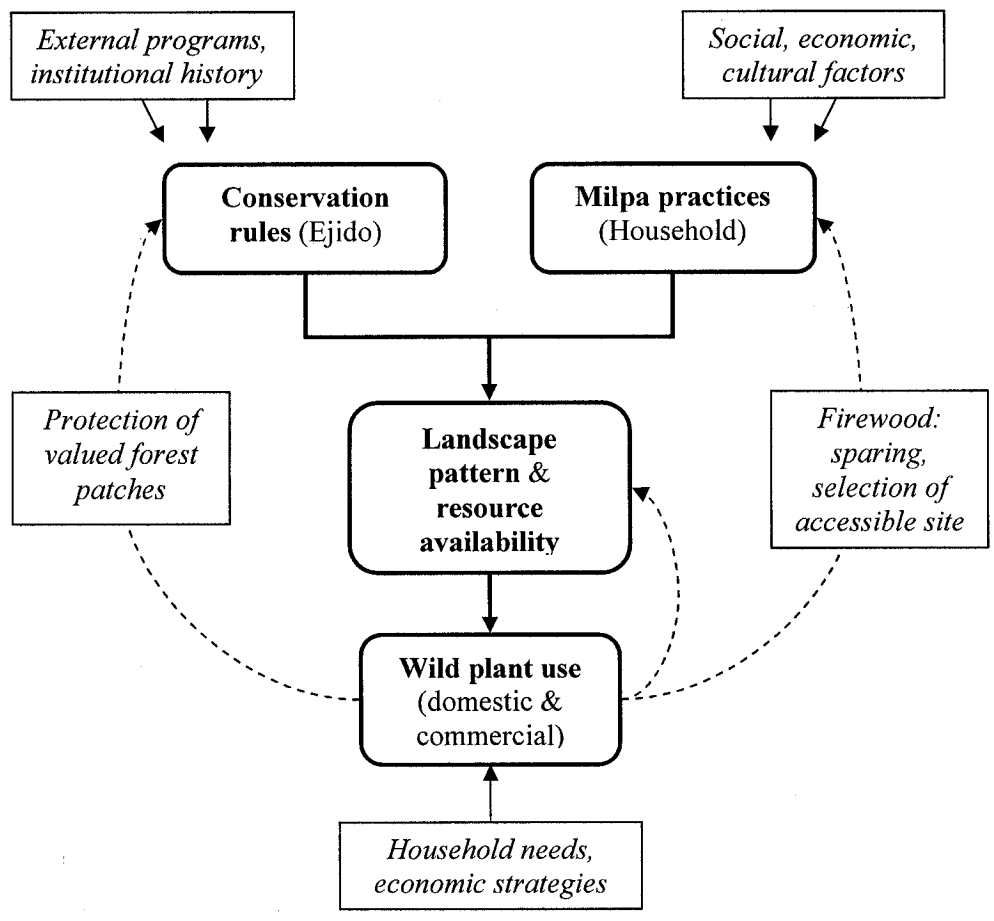 External programs,
institutional history
Social, economic,
cultural factors
Conservation
rules (Ejido)
Milpa practices
(Household)
Protection of
valued forest
patches
Landscape
pattern &
resource
availability
Firewood:
sparing,
selection of
accessible site
Wild plant use
(domestic &
commercial)
Household needs,
economic strategies